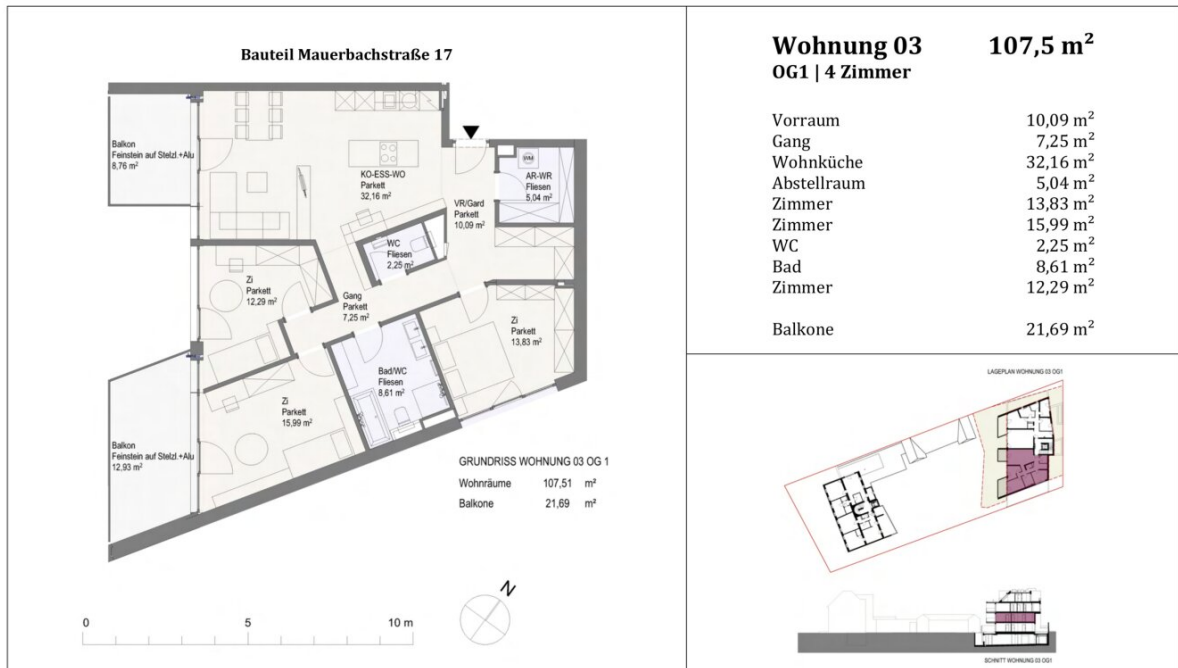 Bauteil Mauerbachstraße 17
Balkon
Feinstein auf Stelzl.+Alu
8,76 m²
KO-ESS-WO
Parkett
32,16 m²
WM
AR-WR
Fliesen
5,04 m²
VR/Gard
Parkett
10,09 m²
WC
Fliesen
2,25 m²
Zi
Parkett
12,29 m²
Gang
Parkett
7,25 m²
Zi
Parkett
13,83 m²
Bad/WC
Fliesen
8,61 m²
Zi
Parkett
15,99 m²
Balkon
Feinstein auf Stelzl.+Alu
12,93 m²
GRUNDRISS WOHNUNG 03 OG 1
Wohnräume 107,51 m²
Balkone 21,69 m²
N
0 5 10 m
Wohnung 03 107,5 m²
OG1 | 4 Zimmer
Vorraum 10,09 m²
Gang 7,25 m²
Wohnküche 32,16 m²
Abstellraum 5,04 m²
Zimmer 13,83 m²
Zimmer 15,99 m²
WC 2,25 m²
Bad 8,61 m²
Zimmer 12,29 m²
Balkone 21,69 m²
LAGEPLAN WOHNUNG 03 OG1
SCHNITT WOHNUNG 03 OG1